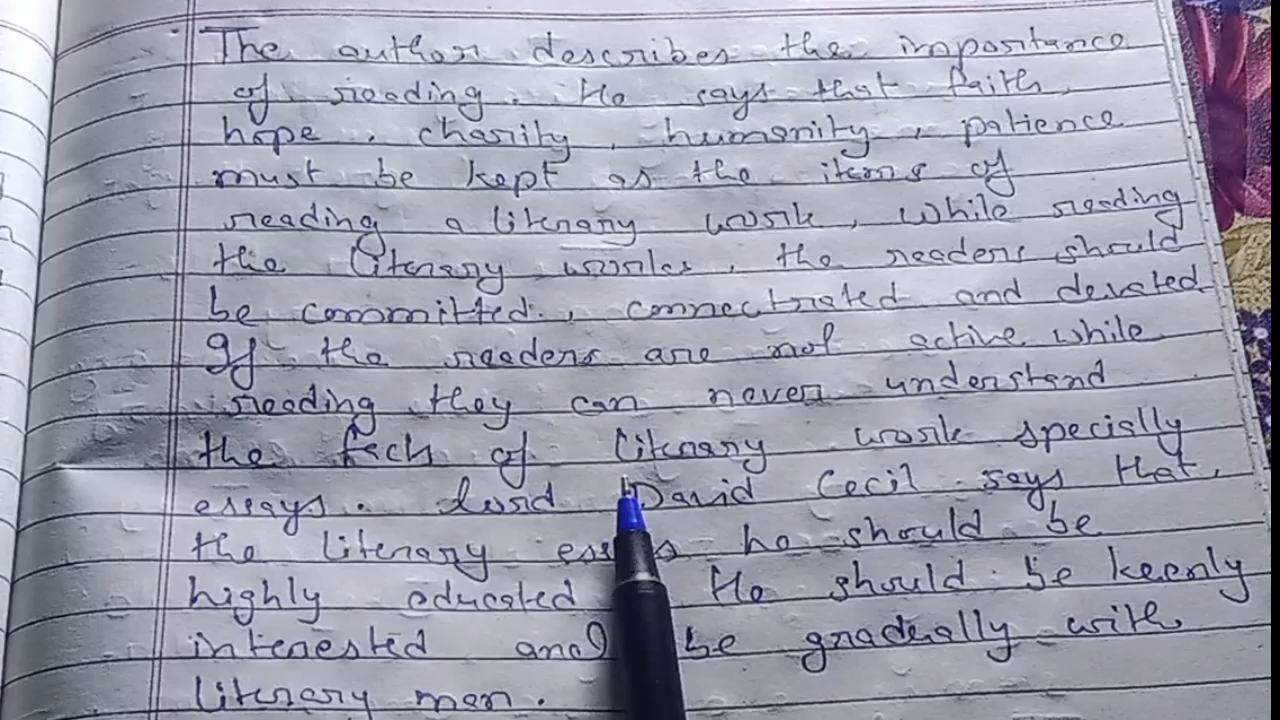 The author describes the importance
of reading. He says that faith,
hope, charity, humanity, patience
must be kept as the items of
reading a literary work, while reading
the literary works, the readers should
be committed, connectrated and devated
If the readers are not active while
reading they can never understand
the fach of literary work specially
essays. Lord David Cecil says that,
the literary he should be
highly educated He should be keenly
interested and be gradually with
literary men.